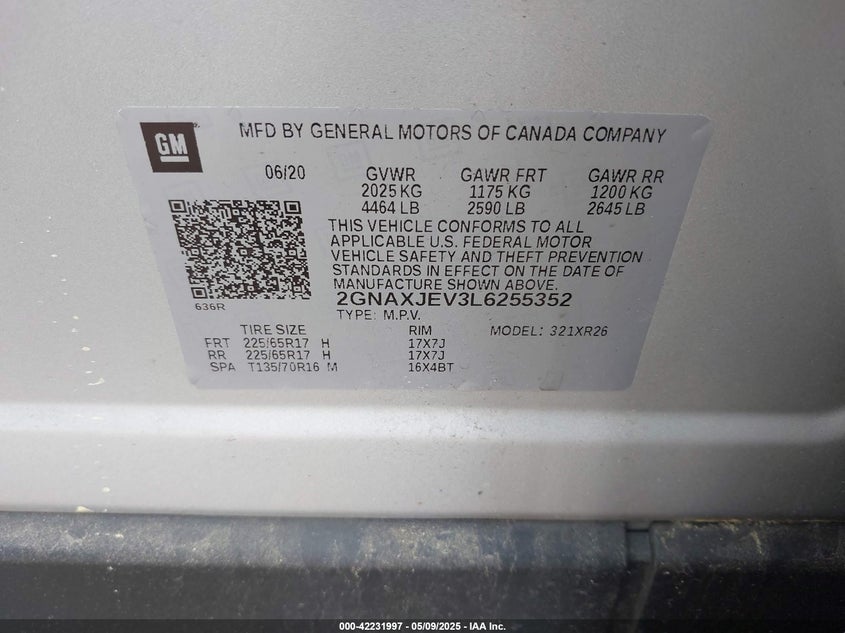 GM
MFD BY GENERAL MOTORS OF CANADA COMPANY
06/20 GVWR GAWR FRT GAWR RR
2025 KG 1175 KG 1200 KG
4464 LB 2590 LB 2645 LB
THIS VEHICLE CONFORMS TO ALL
APPLICABLE U.S. FEDERAL MOTOR
VEHICLE SAFETY AND THEFT PREVENTION
STANDARDS IN EFFECT ON THE DATE OF
MANUFACTURE SHOWN ABOVE.
2GNAXJEV3L6255352
636R
TYPE: M.P.V.
TIRE SIZE RIM MODEL: 321XR26
FRT 225/65R17 H 17X7J
RR 225/65R17 H 17X7J
SPA T135/70R16 M 16X4BT
000-42231997 - 05/09/2025 - IAA Inc.